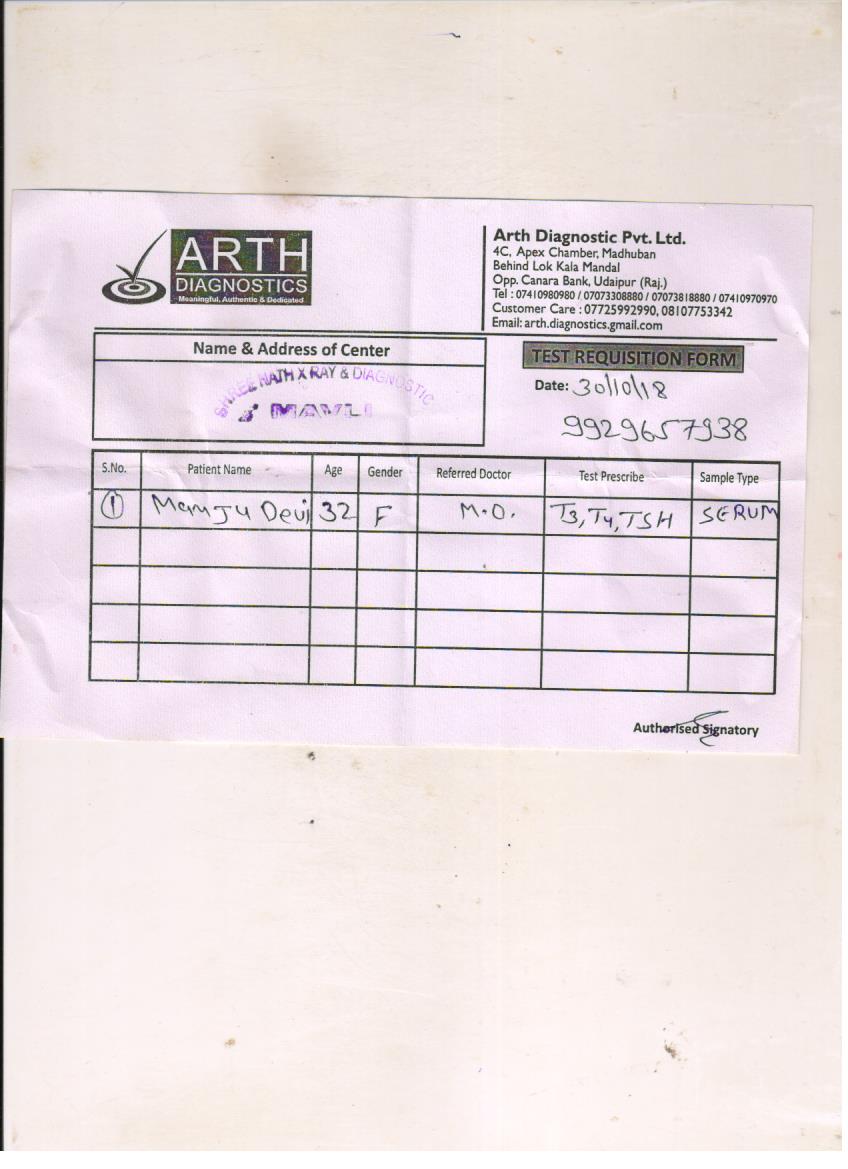 ARTH
DIAGNOSTICS
Meaningful, Authentic & Dedicated
Arth Diagnostic Pvt. Ltd.
4C, Apex Chamber, Madhuban
Behind Lok Kala Mandal
Opp. Canara Bank, Udaipur (Raj.)
Tel : 07410980980 / 07073308880 / 07073818880 / 07410970970
Customer Care : 07725992990, 08107753342
Email: arth.diagnostics.gmail.com
Name & Address of Center
SHREE NATH X RAY & DIAGNOSTIC
MAVLI
TEST REQUISITION FORM
Date: 30/10/18
9929657938
S.No. Patient Name Age Gender Referred Doctor Test Prescribe Sample Type
1 Manju Devi 32 F M.O. T3, T4, TSH SERUM
Authorised Signatory